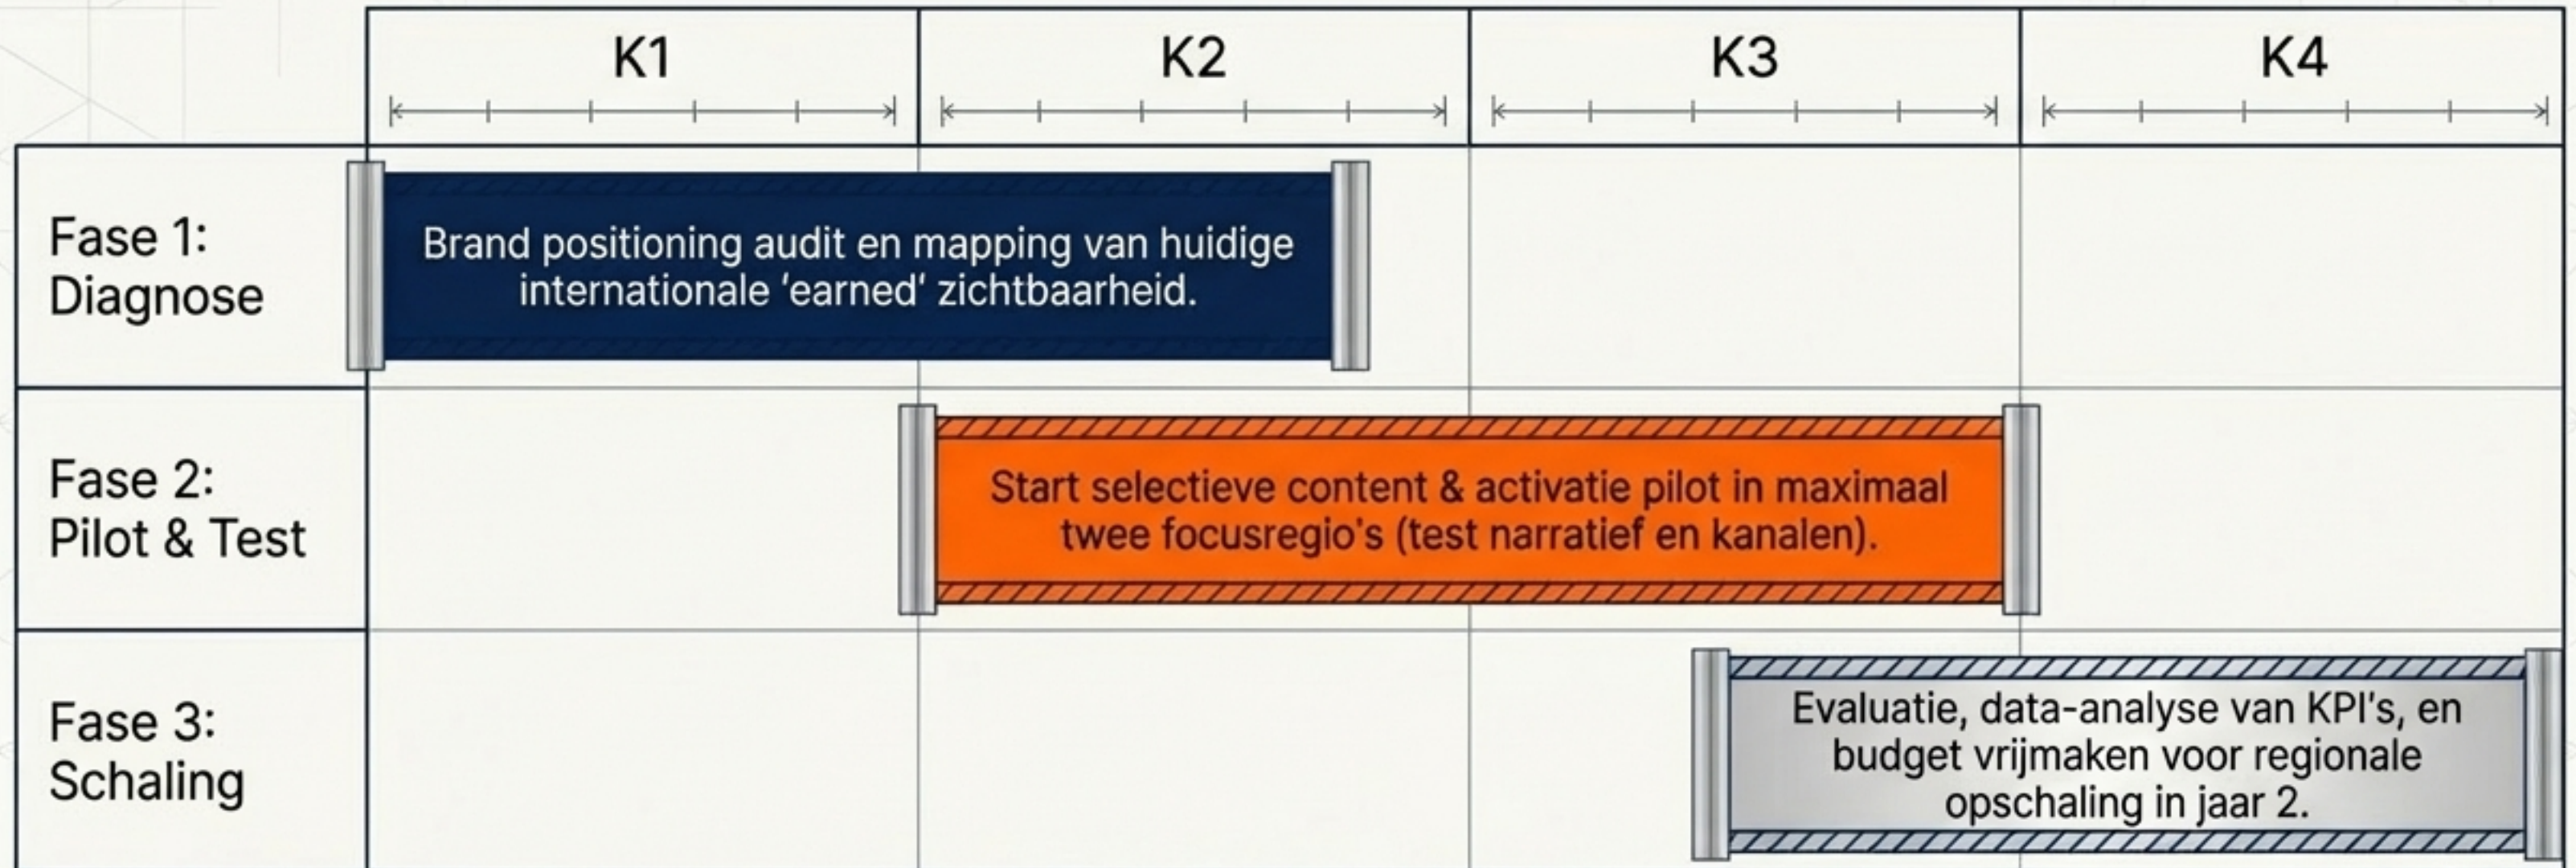 K1
K2
K3
K4
Fase 1:
Diagnose
Brand positioning audit en mapping van huidige
internationale ‘earned‘ zichtbaarheid.
Fase 2:
Pilot & Test
Start selectieve content & activatie pilot in maximaal
twee focusregio's (test narratief en kanalen).
Fase 3:
Schaling
Evaluatie, data-analyse van KPI's, en
budget vrijmaken voor regionale
opschaling in jaar 2.